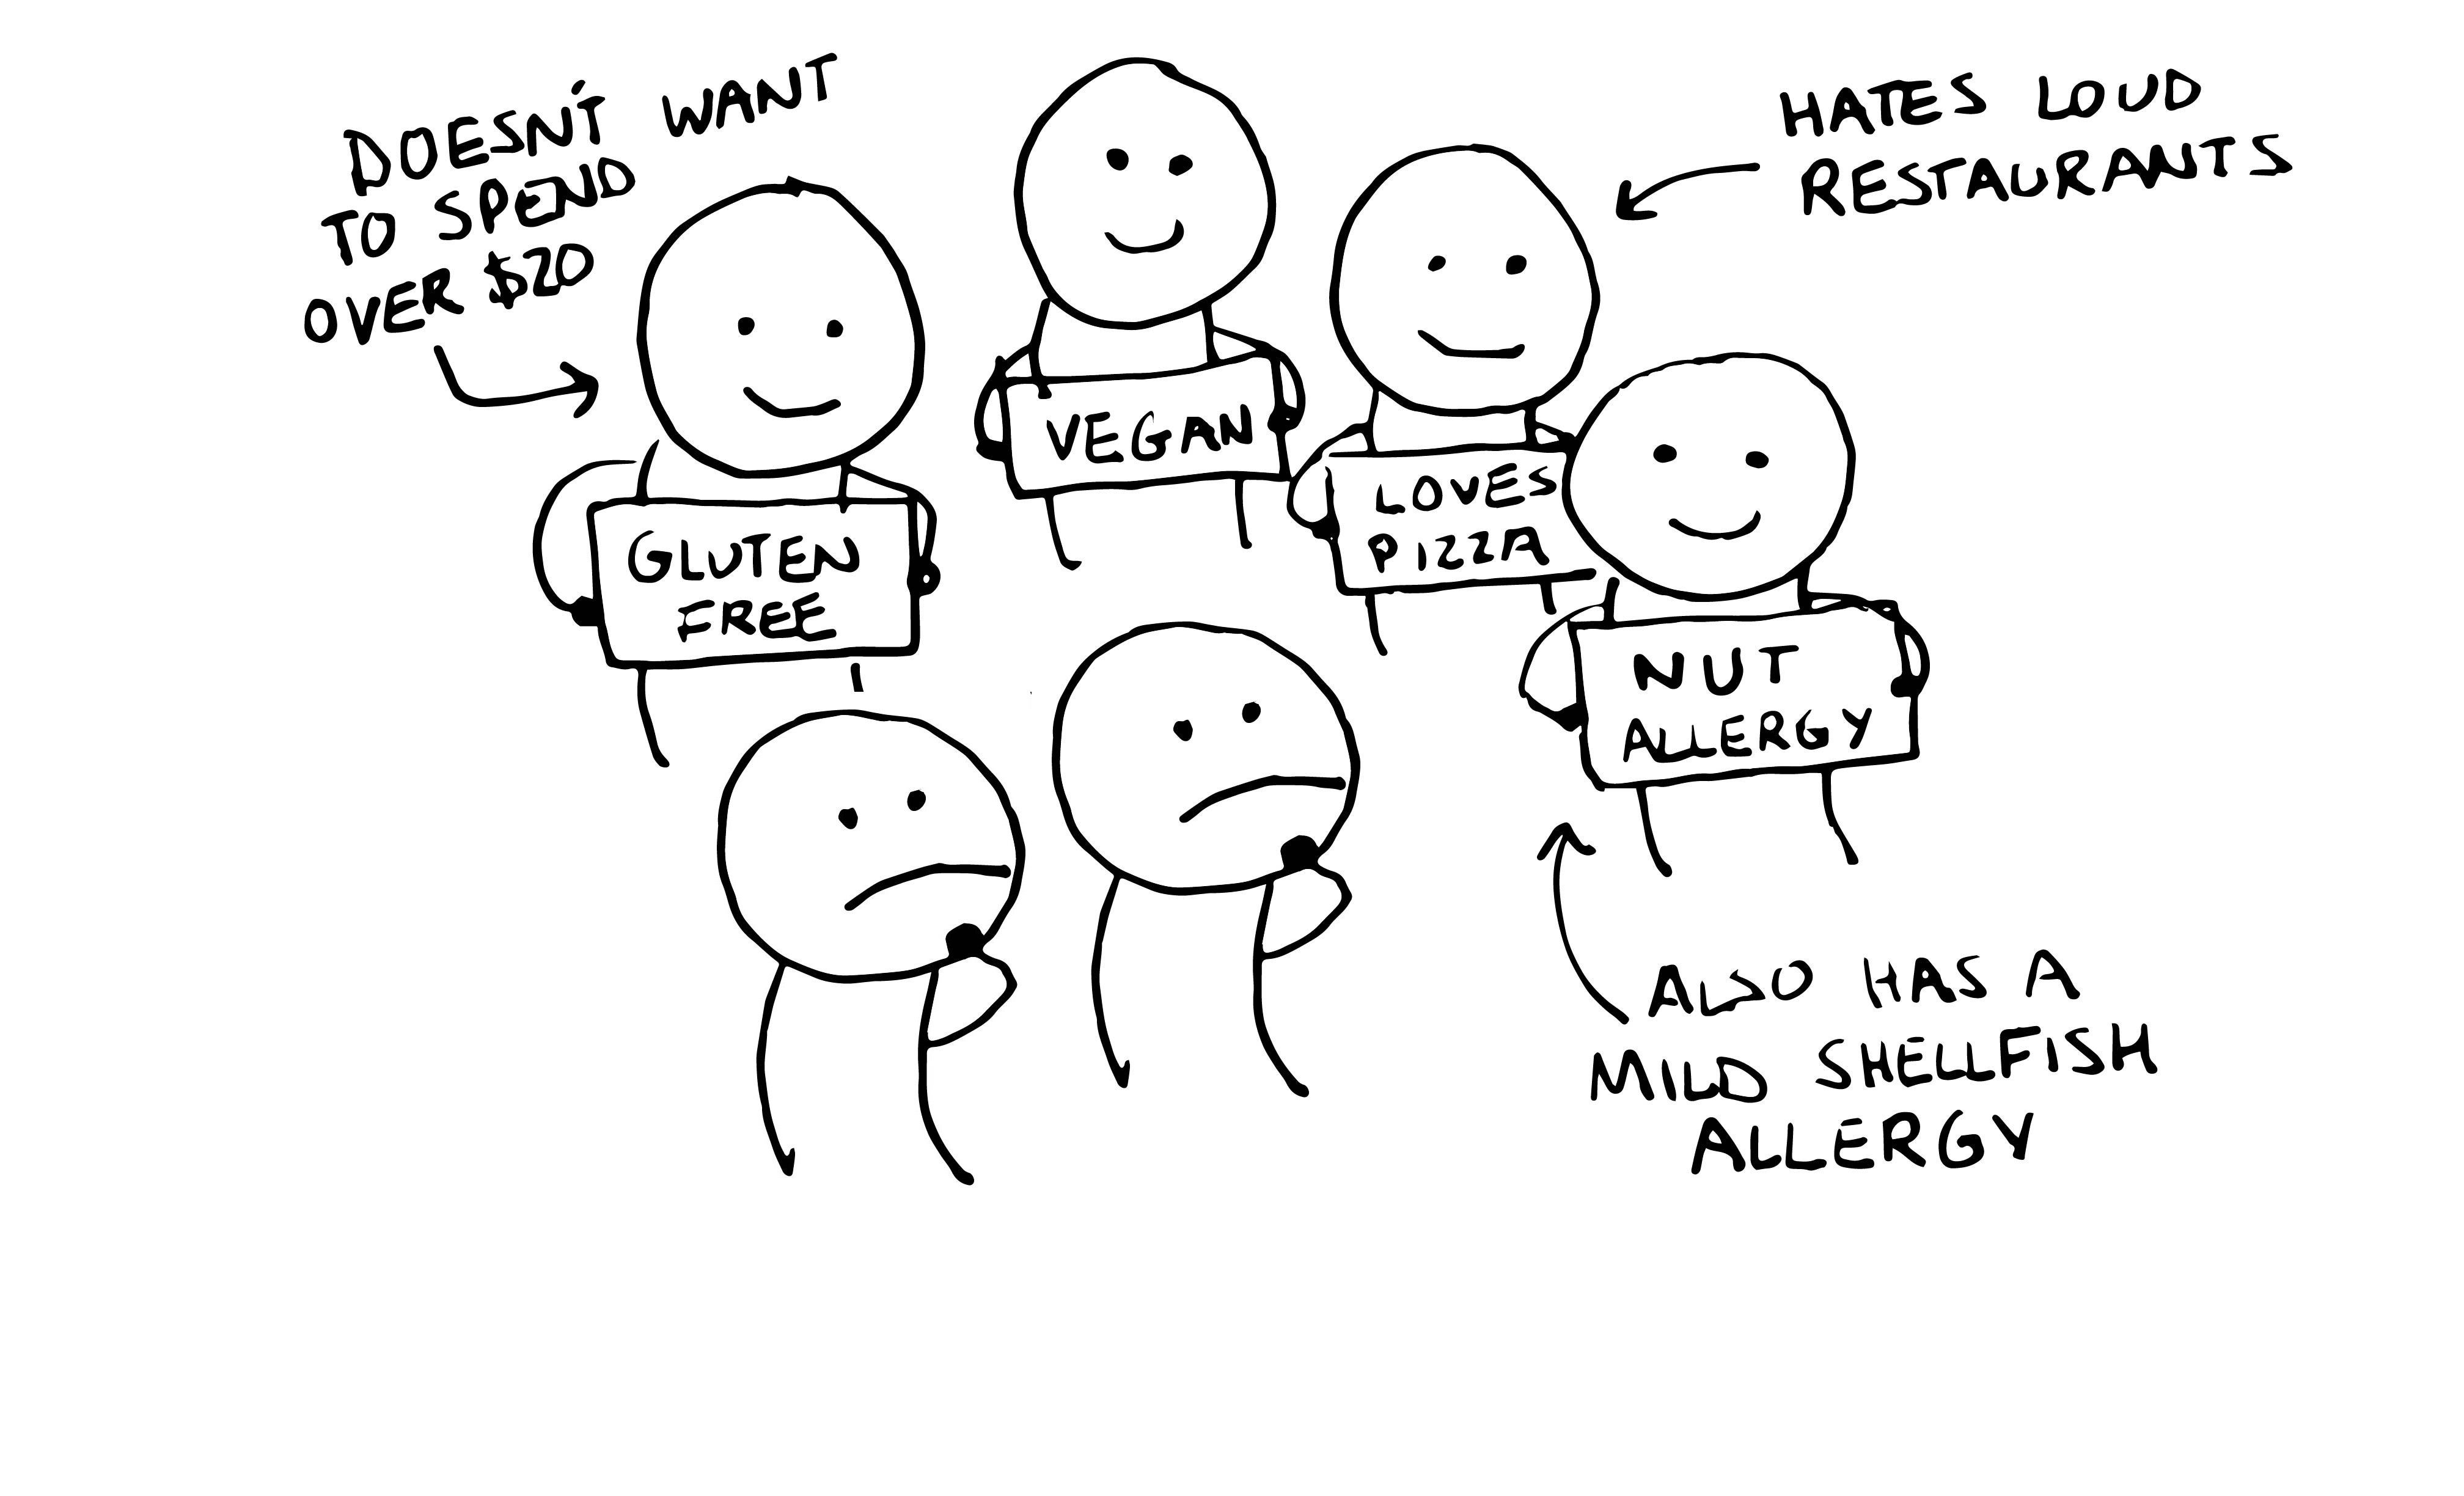 DOESN'T WANT
TO SPEND
OVER $20
HATES LOUD
RESTAURANTS
VEGAN
LOVES
PIZZA
GLUTEN
FREE
NUT
ALLERGY
ALSO HAS A
MILD SHELLFISH
ALLERGY